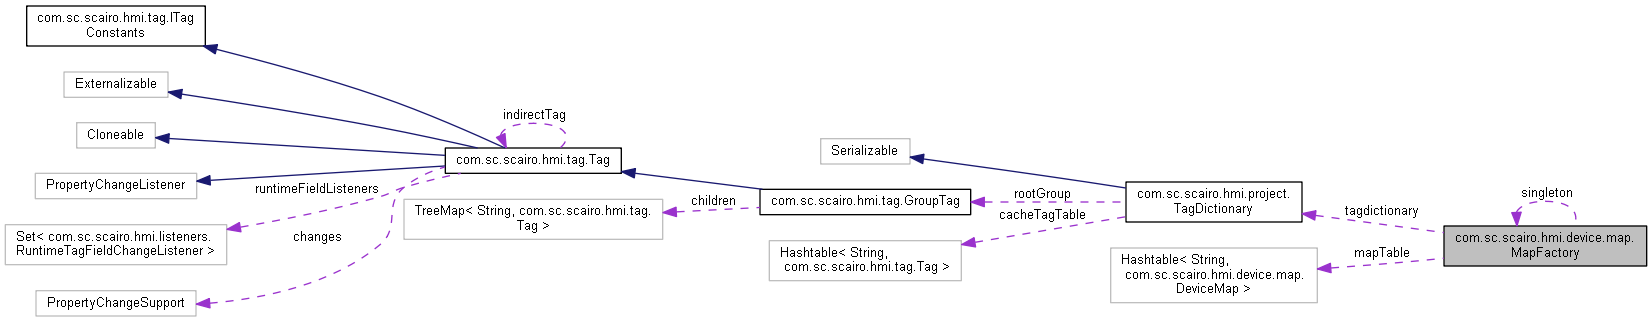 com.sc.scairo.hmi.tag.ITag
Constants
Externalizable
Cloneable
PropertyChangeListener
Set< com.sc.scairo.hmi.listeners.
RuntimeTagFieldChangeListener >
PropertyChangeSupport
runtimeFieldListeners
changes
indirectTag
com.sc.scairo.hmi.tag.Tag
TreeMap< String, com.sc.scairo.hmi.tag.
Tag >
children
com.sc.scairo.hmi.tag.GroupTag
Serializable
Hashtable< String,
com.sc.scairo.hmi.tag.Tag >
rootGroup
cacheTagTable
com.sc.scairo.hmi.project.
TagDictionary
Hashtable< String,
com.sc.scairo.hmi.device.map.
DeviceMap >
tagdictionary
mapTable
singleton
com.sc.scairo.hmi.device.map.
MapFactory